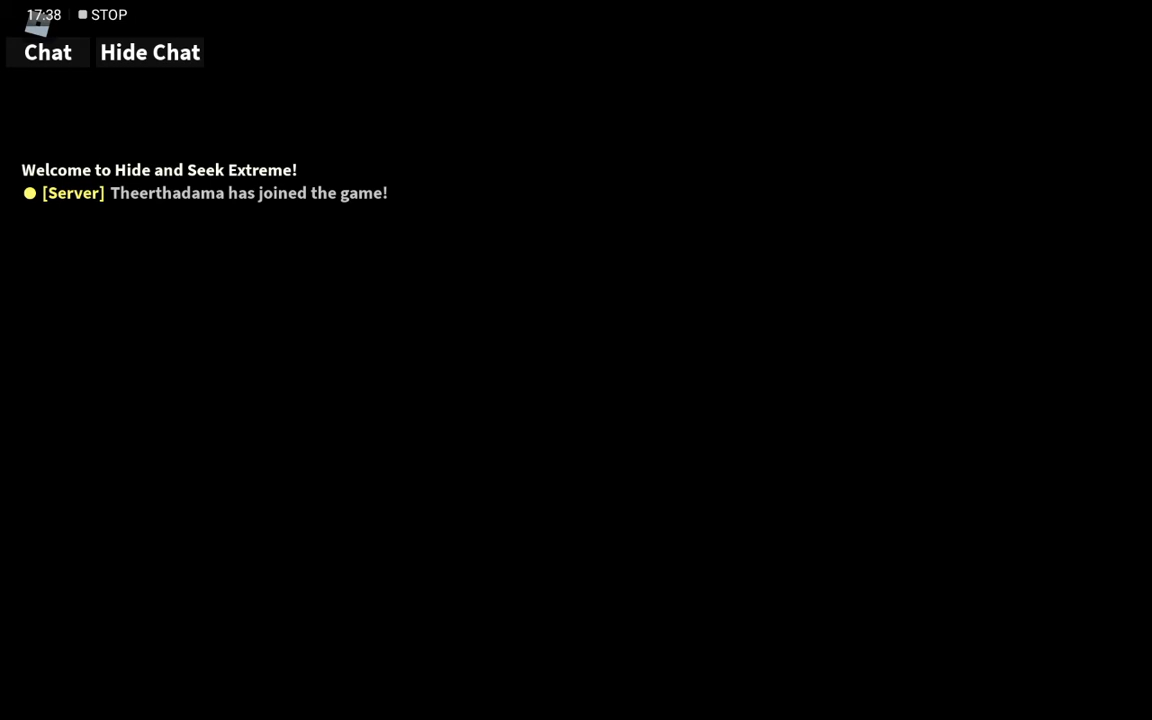 17:38 STOP
Chat Hide Chat
Welcome to Hide and Seek Extreme!
[Server] Theerthadama has joined the game!